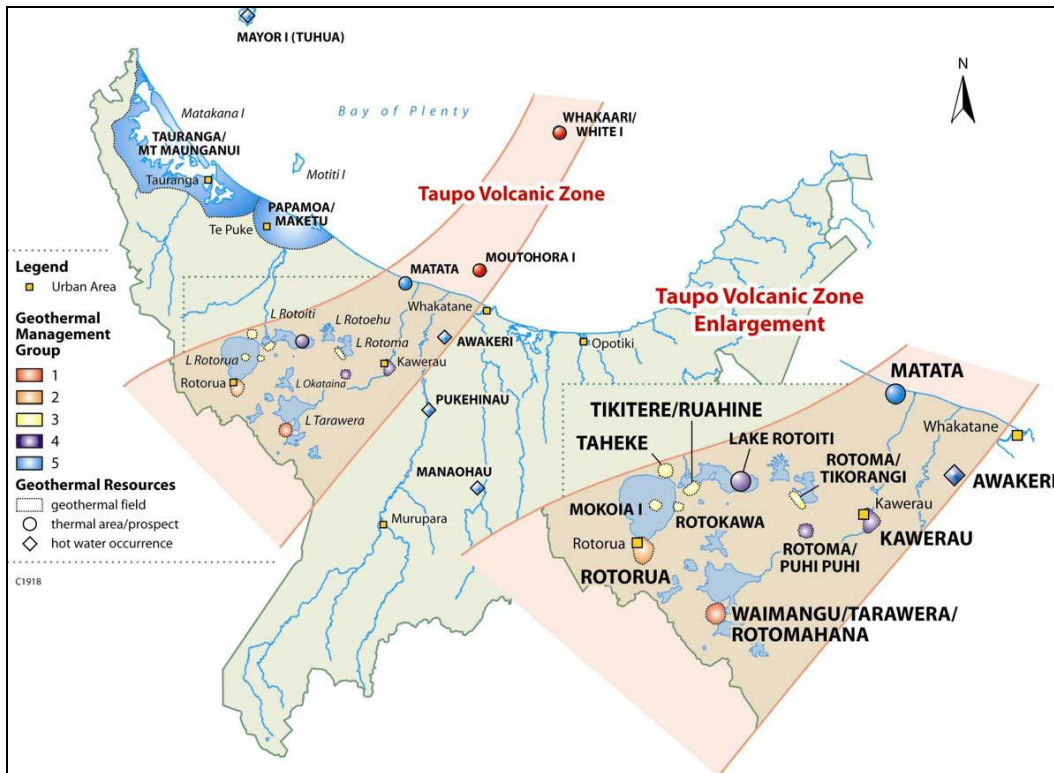 MAYOR I (TUHUA)
N
Matakana I
Bay of Plenty
WHAKAARI/
WHITE I
TAURANGA/
MT MAUNGANUI
Tauranga
Motiti I
Taupo Volcanic Zone
PAPAMOA/
MAKETU
Te Puke
MOUTOHORA I
MATATA
Whakatane
Taupo Volcanic Zone
Enlargement
L Rotoiti
L Rotoehu
L Rotorua
L Rotoma
AWAKERI
Opotiki
Rotorua
Kawerau
L Okataina
L Tarawera
PUKEHINAU
MANAOHAU
Murupara
Legend
Urban Area
Geothermal
Management
Group
1
2
3
4
5
Geothermal Resources
geothermal field
thermal area/prospect
hot water occurrence
C1918
MATATA
Whakatane
TIKITERE/RUAHINE
TAHEKE
LAKE ROTOITI
ROTOMA/
TIKORANGI
AWAKERI
MOKOIA I
ROTOKAWA
Kawerau
KAWERAU
Rotorua
ROTORUA
ROTOMA/
PUHI PUHI
WAIMANGU/TARAWERA/
ROTOMAHANA